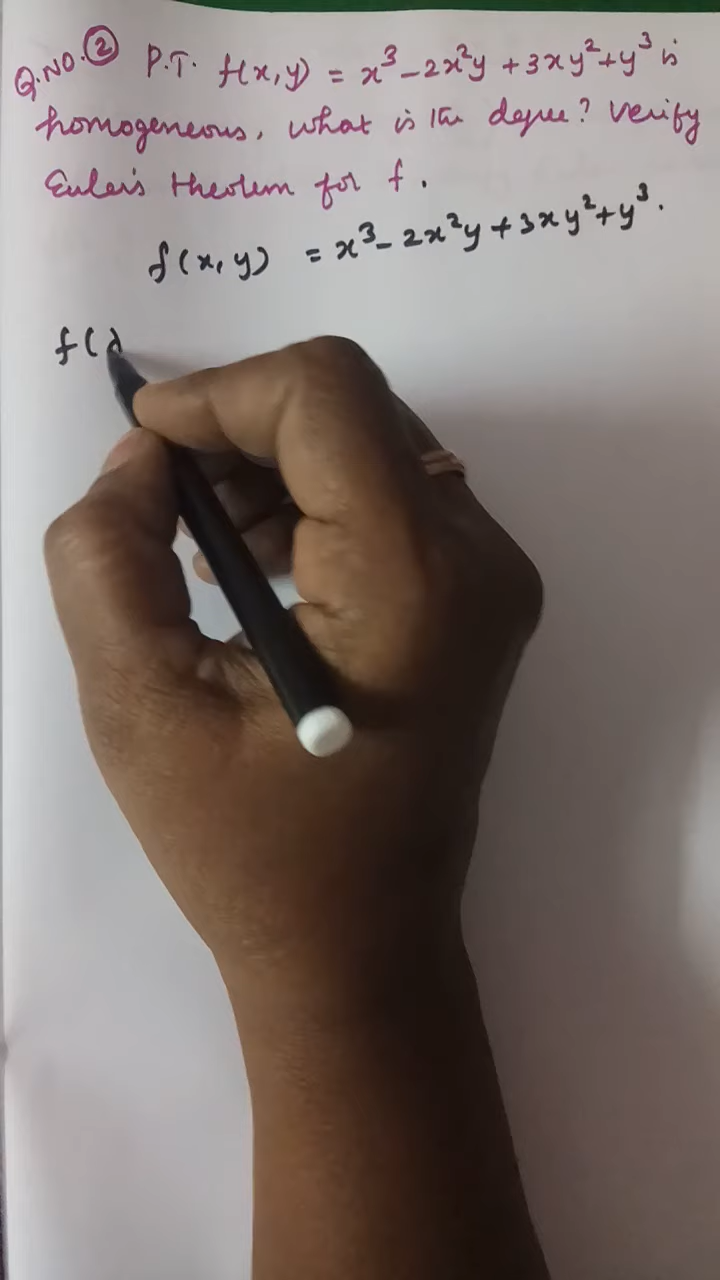 Q.NO. ② P.T. f(x,y) = x³-2x²y+3xy²+y³ is
homogeneous, what is the degree? Verify
Euler's theorem for f.
f(x,y) = x³-2x²y+3xy²+y³.
f(λ